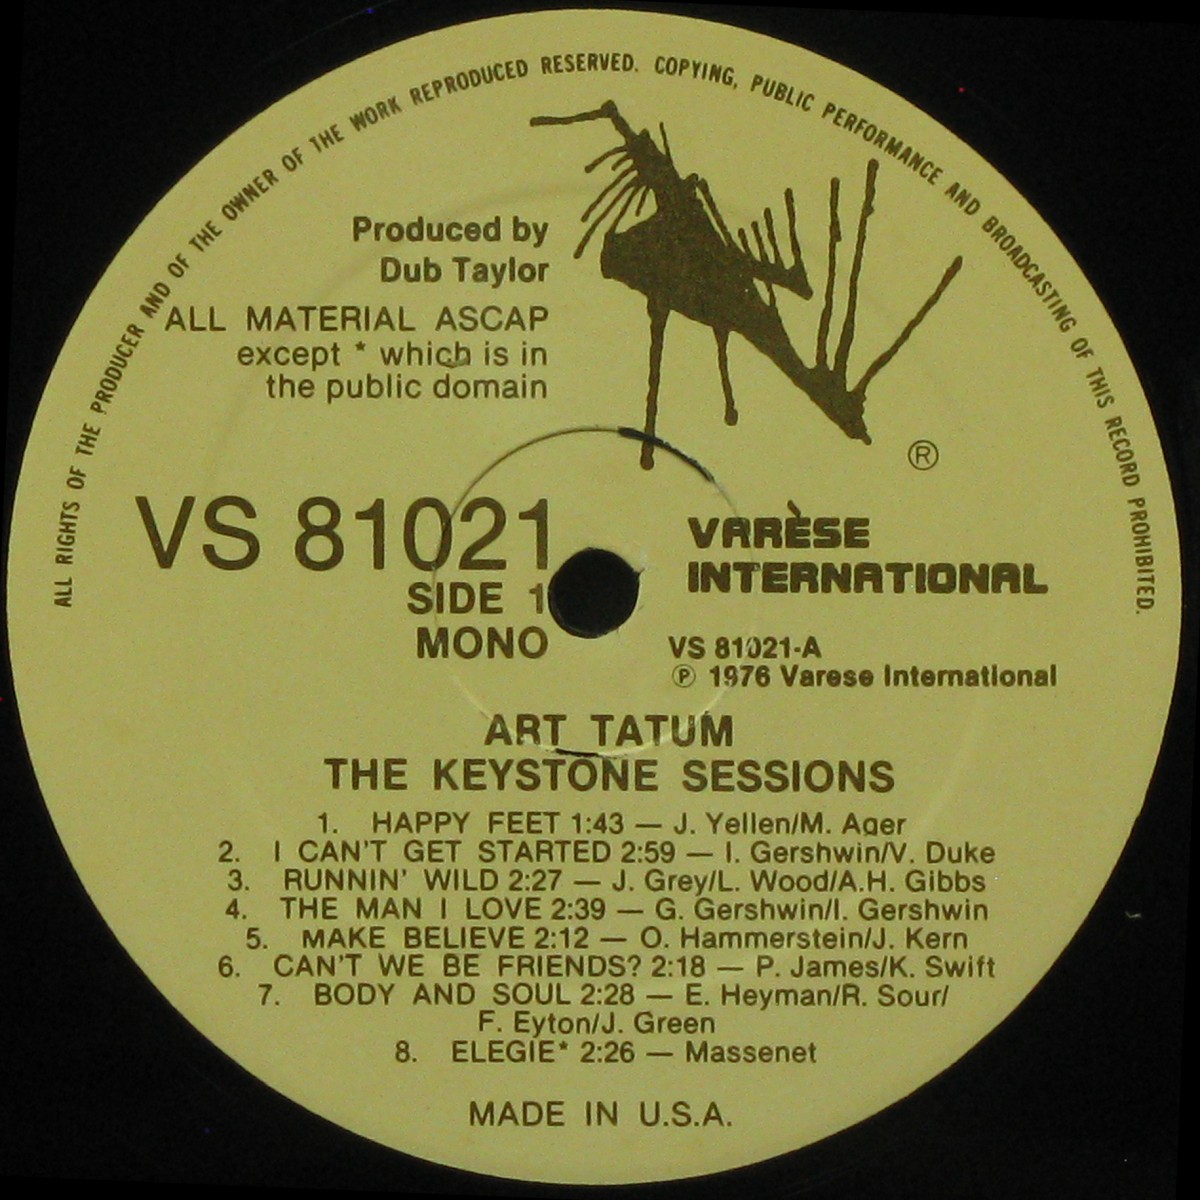 ALL RIGHTS OF THE PRODUCER AND OF THE OWNER OF THE WORK REPRODUCED RESERVED. COPYING, PUBLIC PERFORMANCE AND BROADCASTING OF THIS RECORD PROHIBITED.
Produced by
Dub Taylor
ALL MATERIAL ASCAP
except * which is in
the public domain
®
VS 81021
SIDE 1
MONO
VARÈSE
INTERNATIONAL
VS 81021-A
℗ 1976 Varese International
ART TATUM
THE KEYSTONE SESSIONS
1. HAPPY FEET 1:43 — J. Yellen/M. Ager
2. I CAN'T GET STARTED 2:59 — I. Gershwin/V. Duke
3. RUNNIN' WILD 2:27 — J. Grey/L. Wood/A.H. Gibbs
4. THE MAN I LOVE 2:39 — G. Gershwin/I. Gershwin
5. MAKE BELIEVE 2:12 — O. Hammerstein/J. Kern
6. CAN'T WE BE FRIENDS? 2:18 — P. James/K. Swift
7. BODY AND SOUL 2:28 — E. Heyman/R. Sour/
F. Eyton/J. Green
8. ELEGIE* 2:26 — Massenet
MADE IN U.S.A.